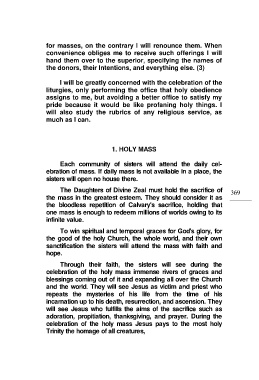 for masses, on the contrary I will renounce them. When
convenience obliges me to receive such offerings I will
hand them over to the superior, specifying the names of
the donors, their Intentions, and everything else. (3)
I will be greatly concerned with the celebration of the
liturgies, only performing the office that holy obedience
assigns to me, but avoiding a better office to satisfy my
pride because it would be like profaning holy things. I
will also study the rubrics of any religious service, as
much as I can.
1. HOLY MASS
Each community of sisters will attend the daily cel-
ebration of mass. If daily mass is not available in a place, the
sisters will open no house there.
The Daughters of Divine Zeal must hold the sacrifice of
the mass in the greatest esteem. They should consider it as
the bloodless repetition of Calvary's sacrifice, holding that
one mass is enough to redeem millions of worlds owing to its
infinite value.
369
To win spiritual and temporal graces for God's glory, for
the good of the holy Church, the whole world, and their own
sanctification the sisters will attend the mass with faith and
hope.
Through their faith, the sisters will see during the
celebration of the holy mass immense rivers of graces and
blessings coming out of it and expanding all over the Church
and the world. They will see Jesus as victim and priest who
repeats the mysteries of his life from the time of his
incarnation up to his death, resurrection, and ascension. They
will see Jesus who fulfills the aims of the sacrifice such as
adoration, propitiation, thanksgiving, and prayer. During the
celebration of the holy mass Jesus pays to the most holy
Trinity the homage of all creatures,